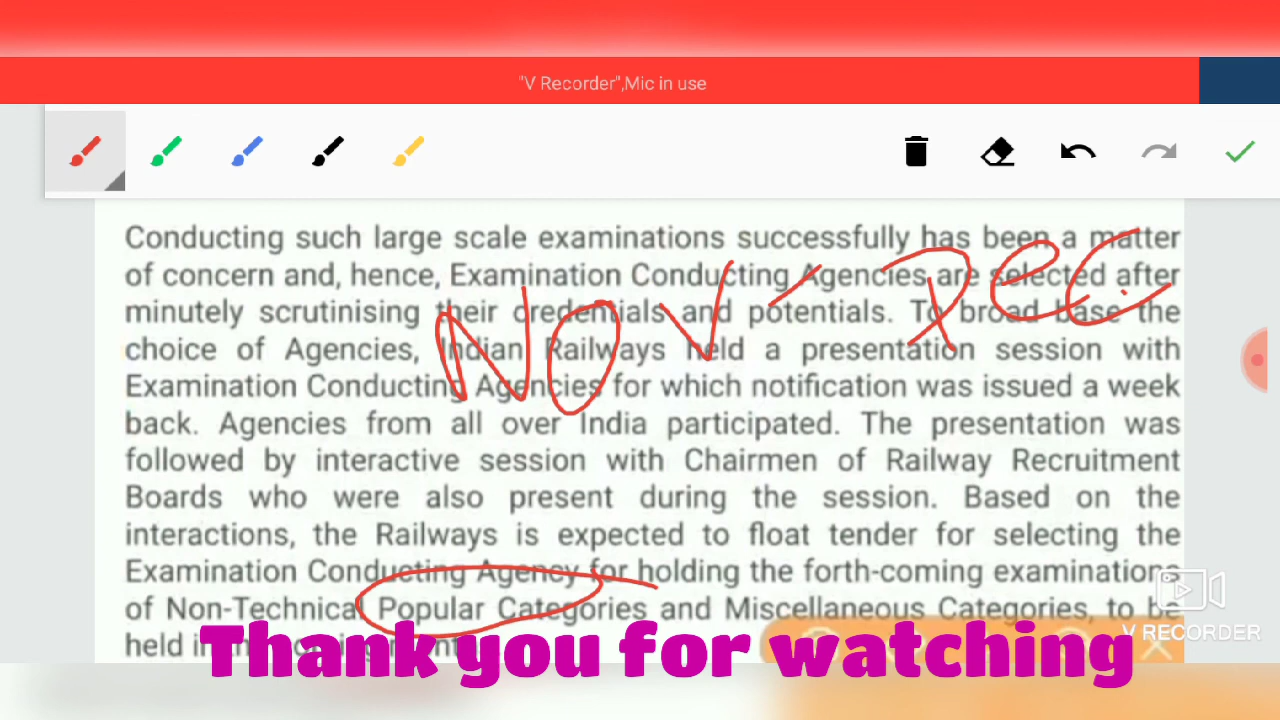 "V Recorder",Mic in use
Conducting such large scale examinations successfully has been a matter
of concern and, hence, Examination Conducting Agencies are selected after
minutely scrutinising their credentials and potentials. To broad base the
choice of Agencies, Indian Railways held a presentation session with
Examination Conducting Agencies for which notification was issued a week
back. Agencies from all over India participated. The presentation was
followed by interactive session with Chairmen of Railway Recruitment
Boards who were also present during the session. Based on the
interactions, the Railways is expected to float tender for selecting the
Examination Conducting Agency for holding the forth-coming examinations
of Non-Technical Popular Categories and Miscellaneous Categories, to be
held in
NOV - Dec
V RECORDER
Thank you for watching